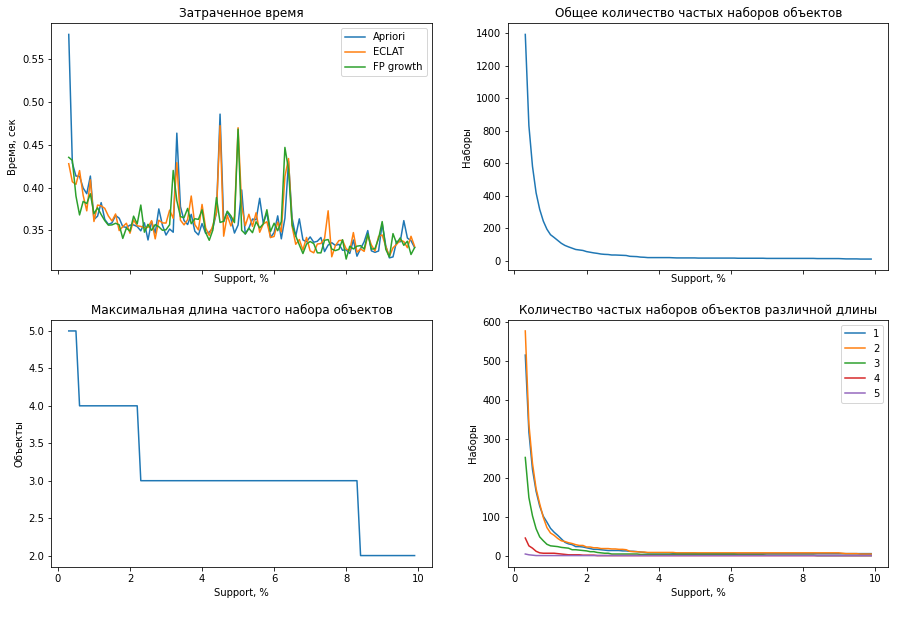 Затраченное время
Время, сек
0.55
0.50
0.45
0.40
0.35
Apriori
ECLAT
FP growth
Support, %
Общее количество частых наборов объектов
Наборы
1400
1200
1000
800
600
400
200
0
Support, %
Максимальная длина частого набора объектов
Объекты
5.0
4.5
4.0
3.5
3.0
2.5
2.0
0 2 4 6 8 10
Support, %
Количество частых наборов объектов различной длины
Наборы
600
500
400
300
200
100
0
1
2
3
4
5
0 2 4 6 8 10
Support, %